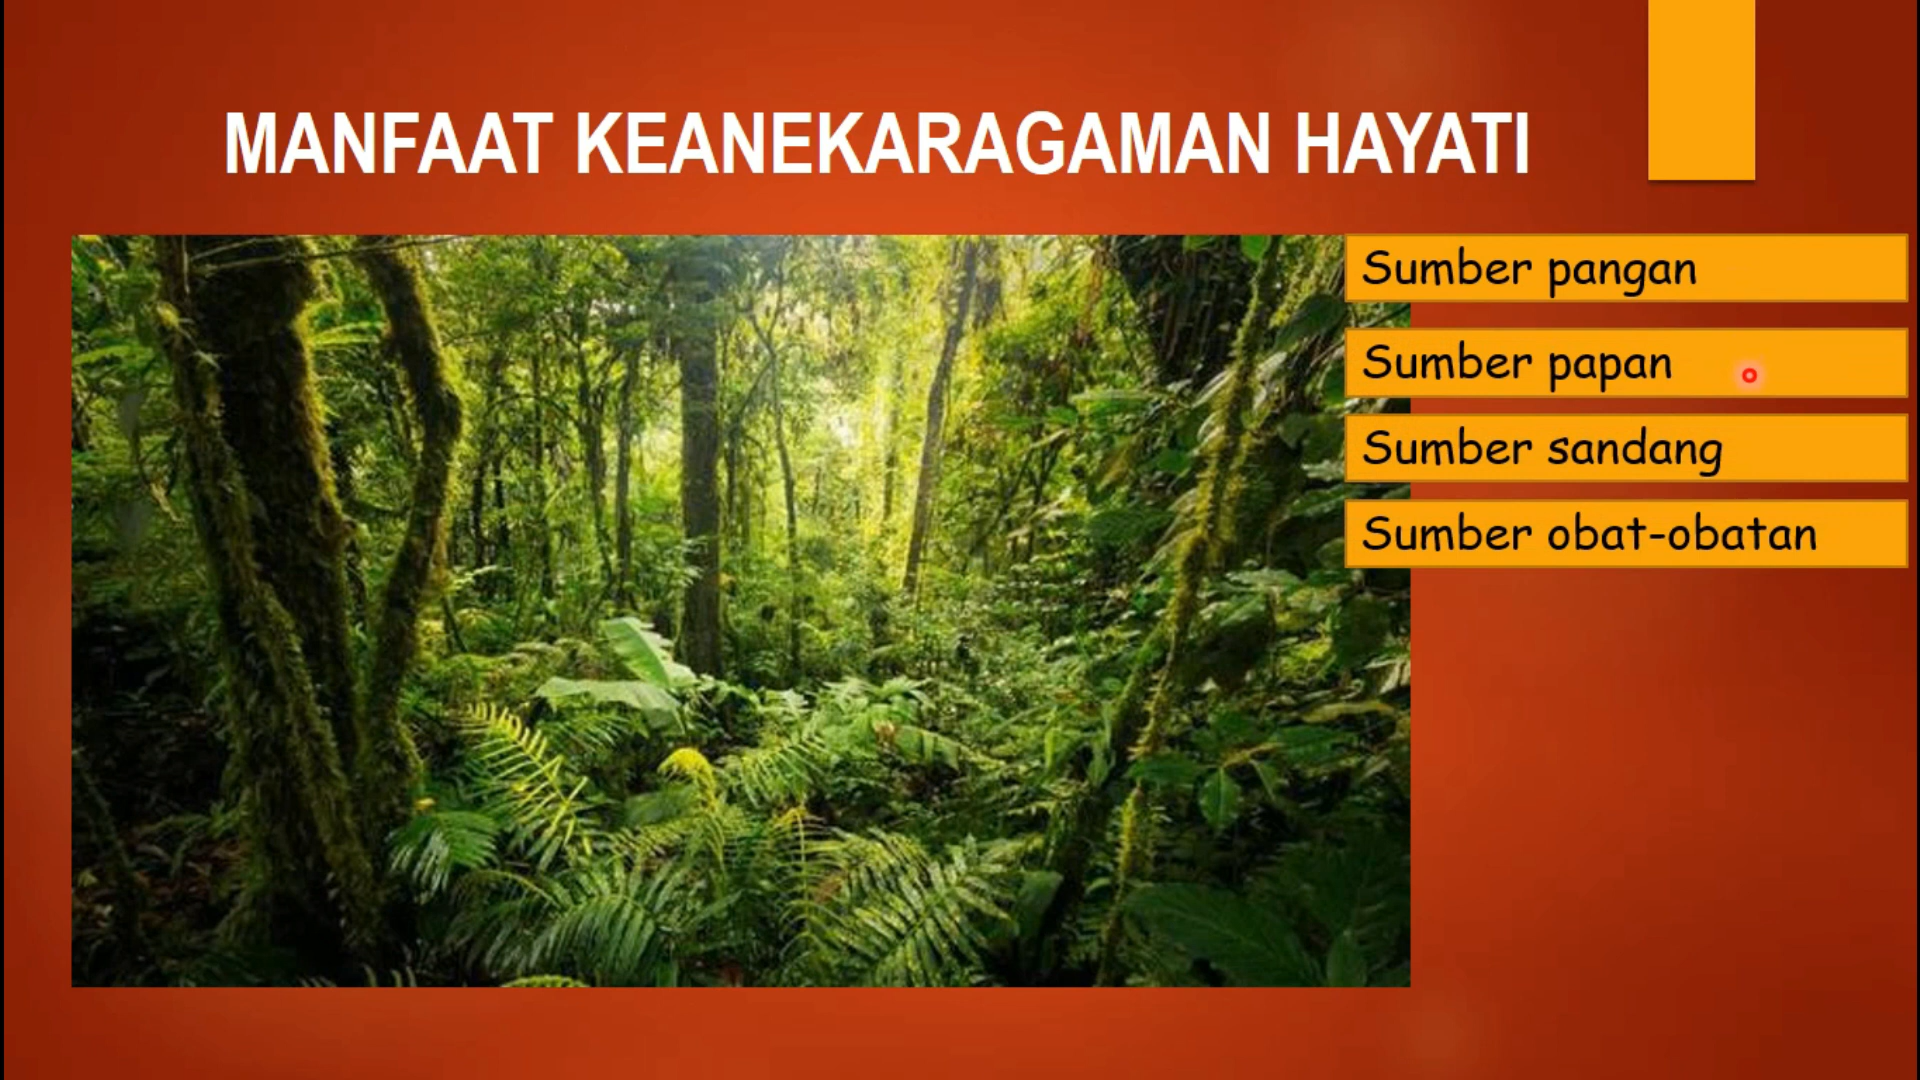 MANFAAT KEANEKARAGAMAN HAYATI
Sumber pangan
Sumber papan
Sumber sandang
Sumber obat-obatan